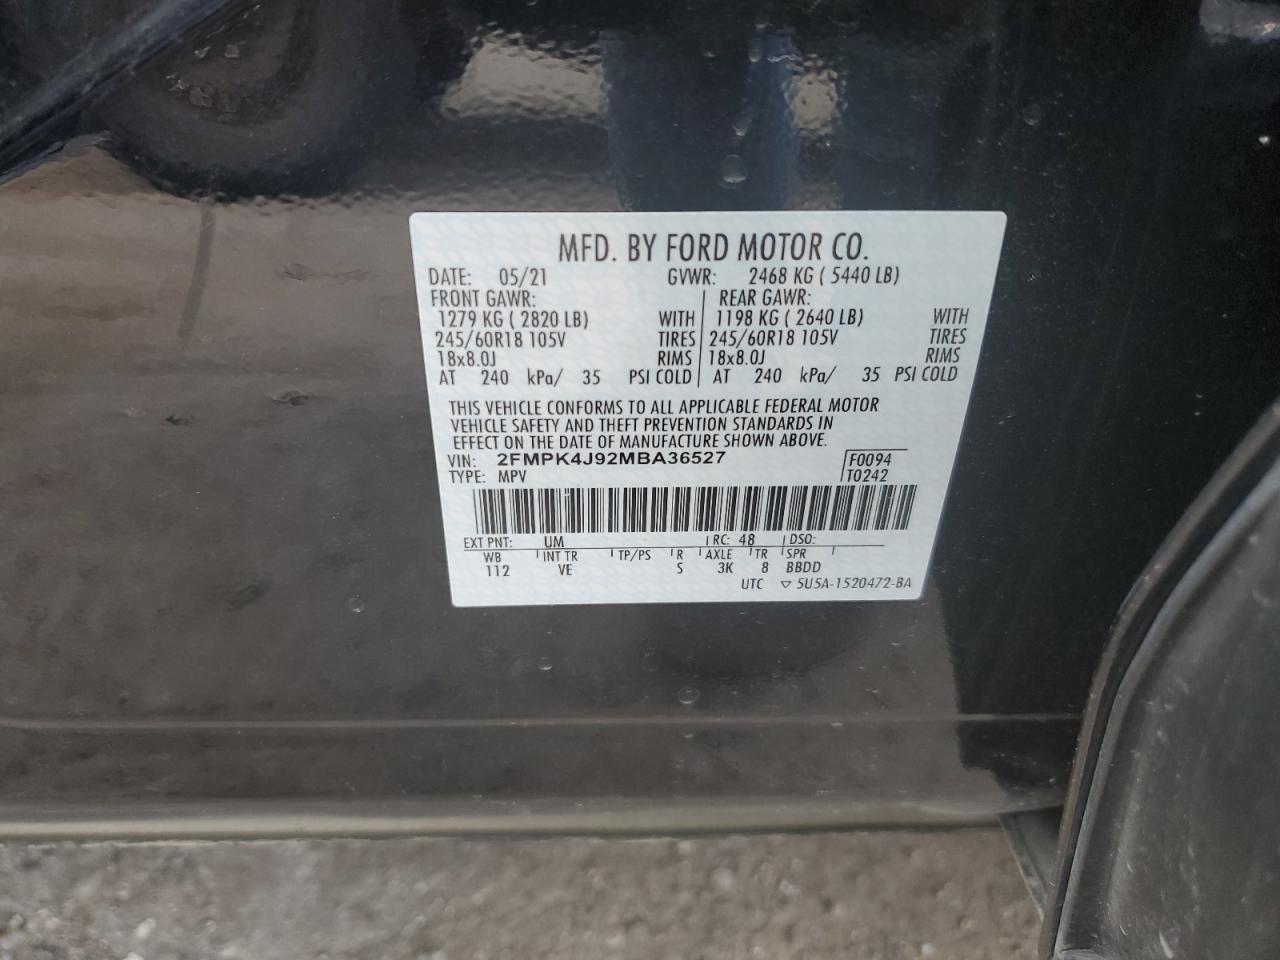 MFD. BY FORD MOTOR CO.
DATE: 05/21 GVWR: 2468 KG ( 5440 LB)
FRONT GAWR: REAR GAWR:
1279 KG ( 2820 LB) WITH 1198 KG ( 2640 LB) WITH
245/60R18 105V TIRES 245/60R18 105V TIRES
18x8.0J RIMS 18x8.0J RIMS
AT 240 kPa/ 35 PSI COLD AT 240 kPa/ 35 PSI COLD
THIS VEHICLE CONFORMS TO ALL APPLICABLE FEDERAL MOTOR
VEHICLE SAFETY AND THEFT PREVENTION STANDARDS IN
EFFECT ON THE DATE OF MANUFACTURE SHOWN ABOVE.
VIN: 2FMPK4J92MBA36527 F0094
TYPE: MPV T0242
EXT PNT: UM RC: 48 DSO:
WB INT TR TP/PS R AXLE TR SPR
112 VE S 3K 8 BBDD
UTC ▽ 5U5A-1520472-BA